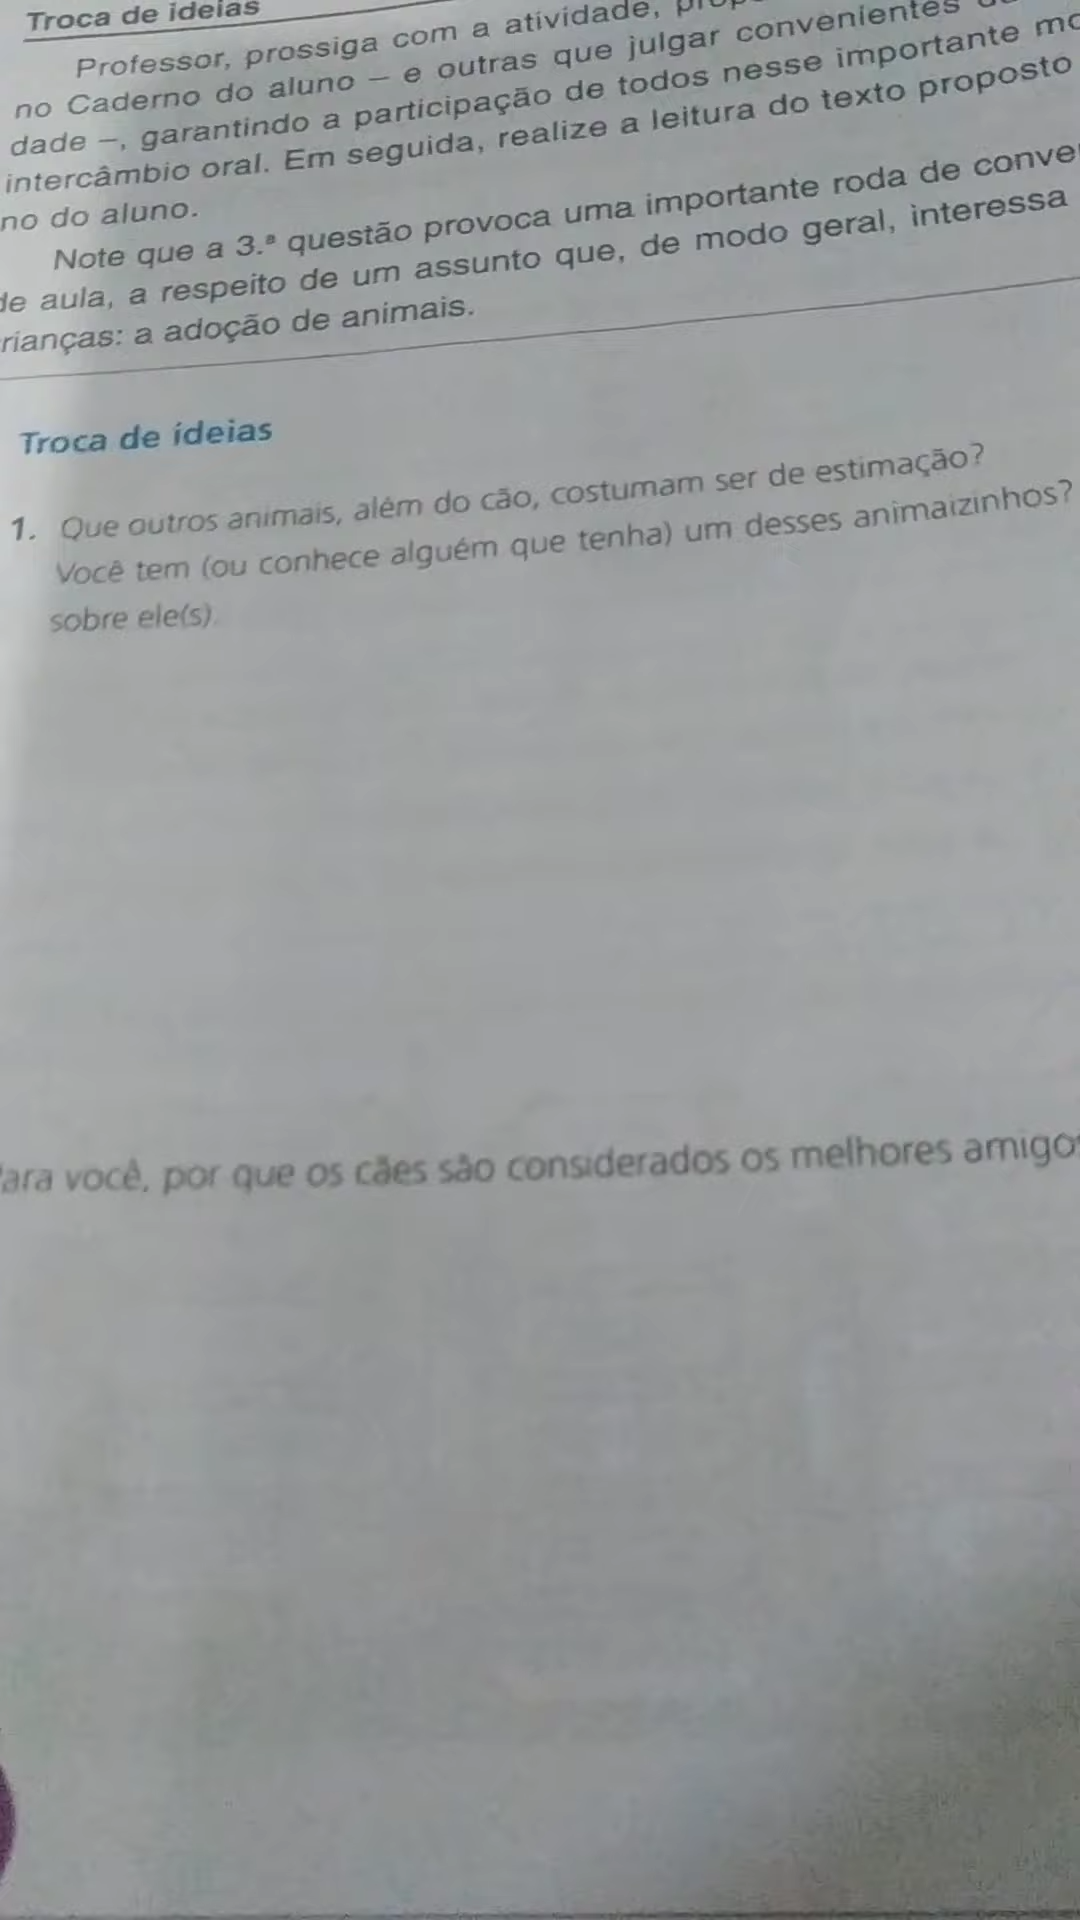 Troca de ideias
Professor, prossiga com a atividade,
no Caderno do aluno – e outras que julgar convenientes
dade –, garantindo a participação de todos nesse importante
intercâmbio oral. Em seguida, realize a leitura do texto proposto
no do aluno.
Note que a 3.ª questão provoca uma importante roda de conve
de aula, a respeito de um assunto que, de modo geral, interessa
rianças: a adoção de animais.
Troca de ideias
1. Que outros animais, além do cão, costumam ser de estimação?
Você tem (ou conhece alguém que tenha) um desses animaizinhos?
sobre ele(s).
ara você, por que os cães são considerados os melhores amigos